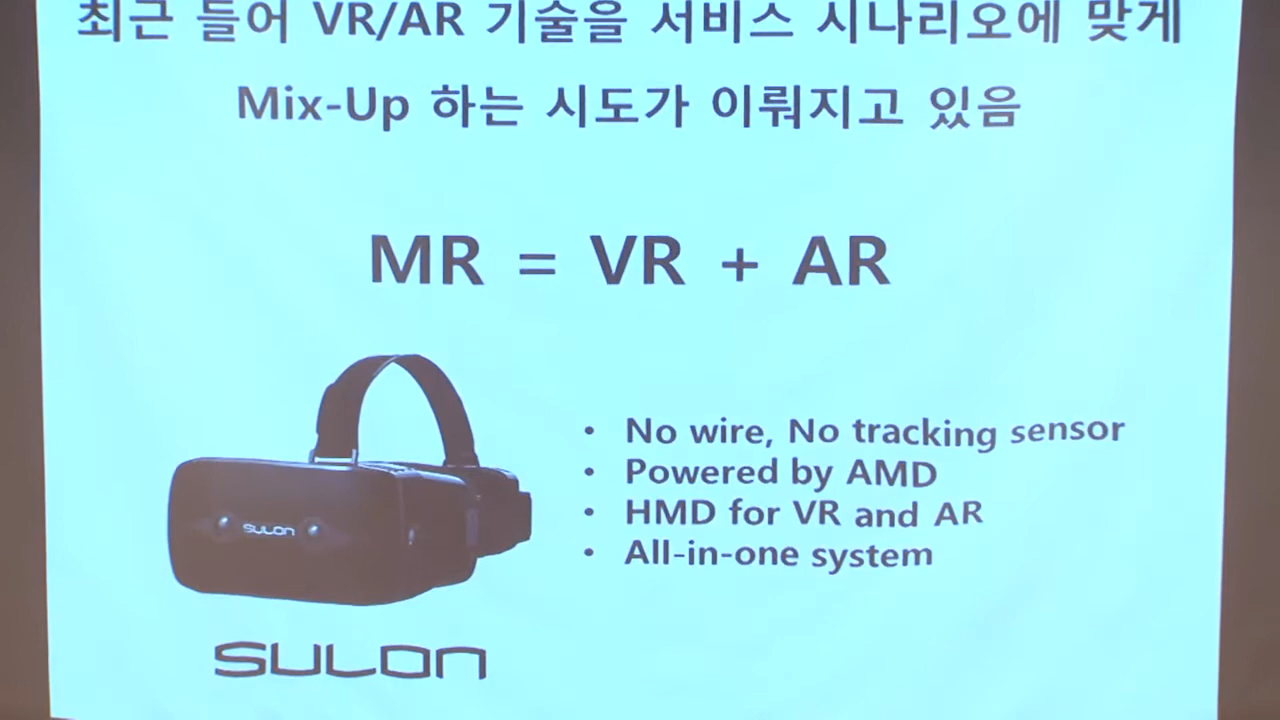 최근 들어 VR/AR 기술을 서비스 시나리오에 맞게
Mix-Up 하는 시도가 이뤄지고 있음
MR = VR + AR
• No wire, No tracking sensor
• Powered by AMD
• HMD for VR and AR
• All-in-one system
SULON
SULON